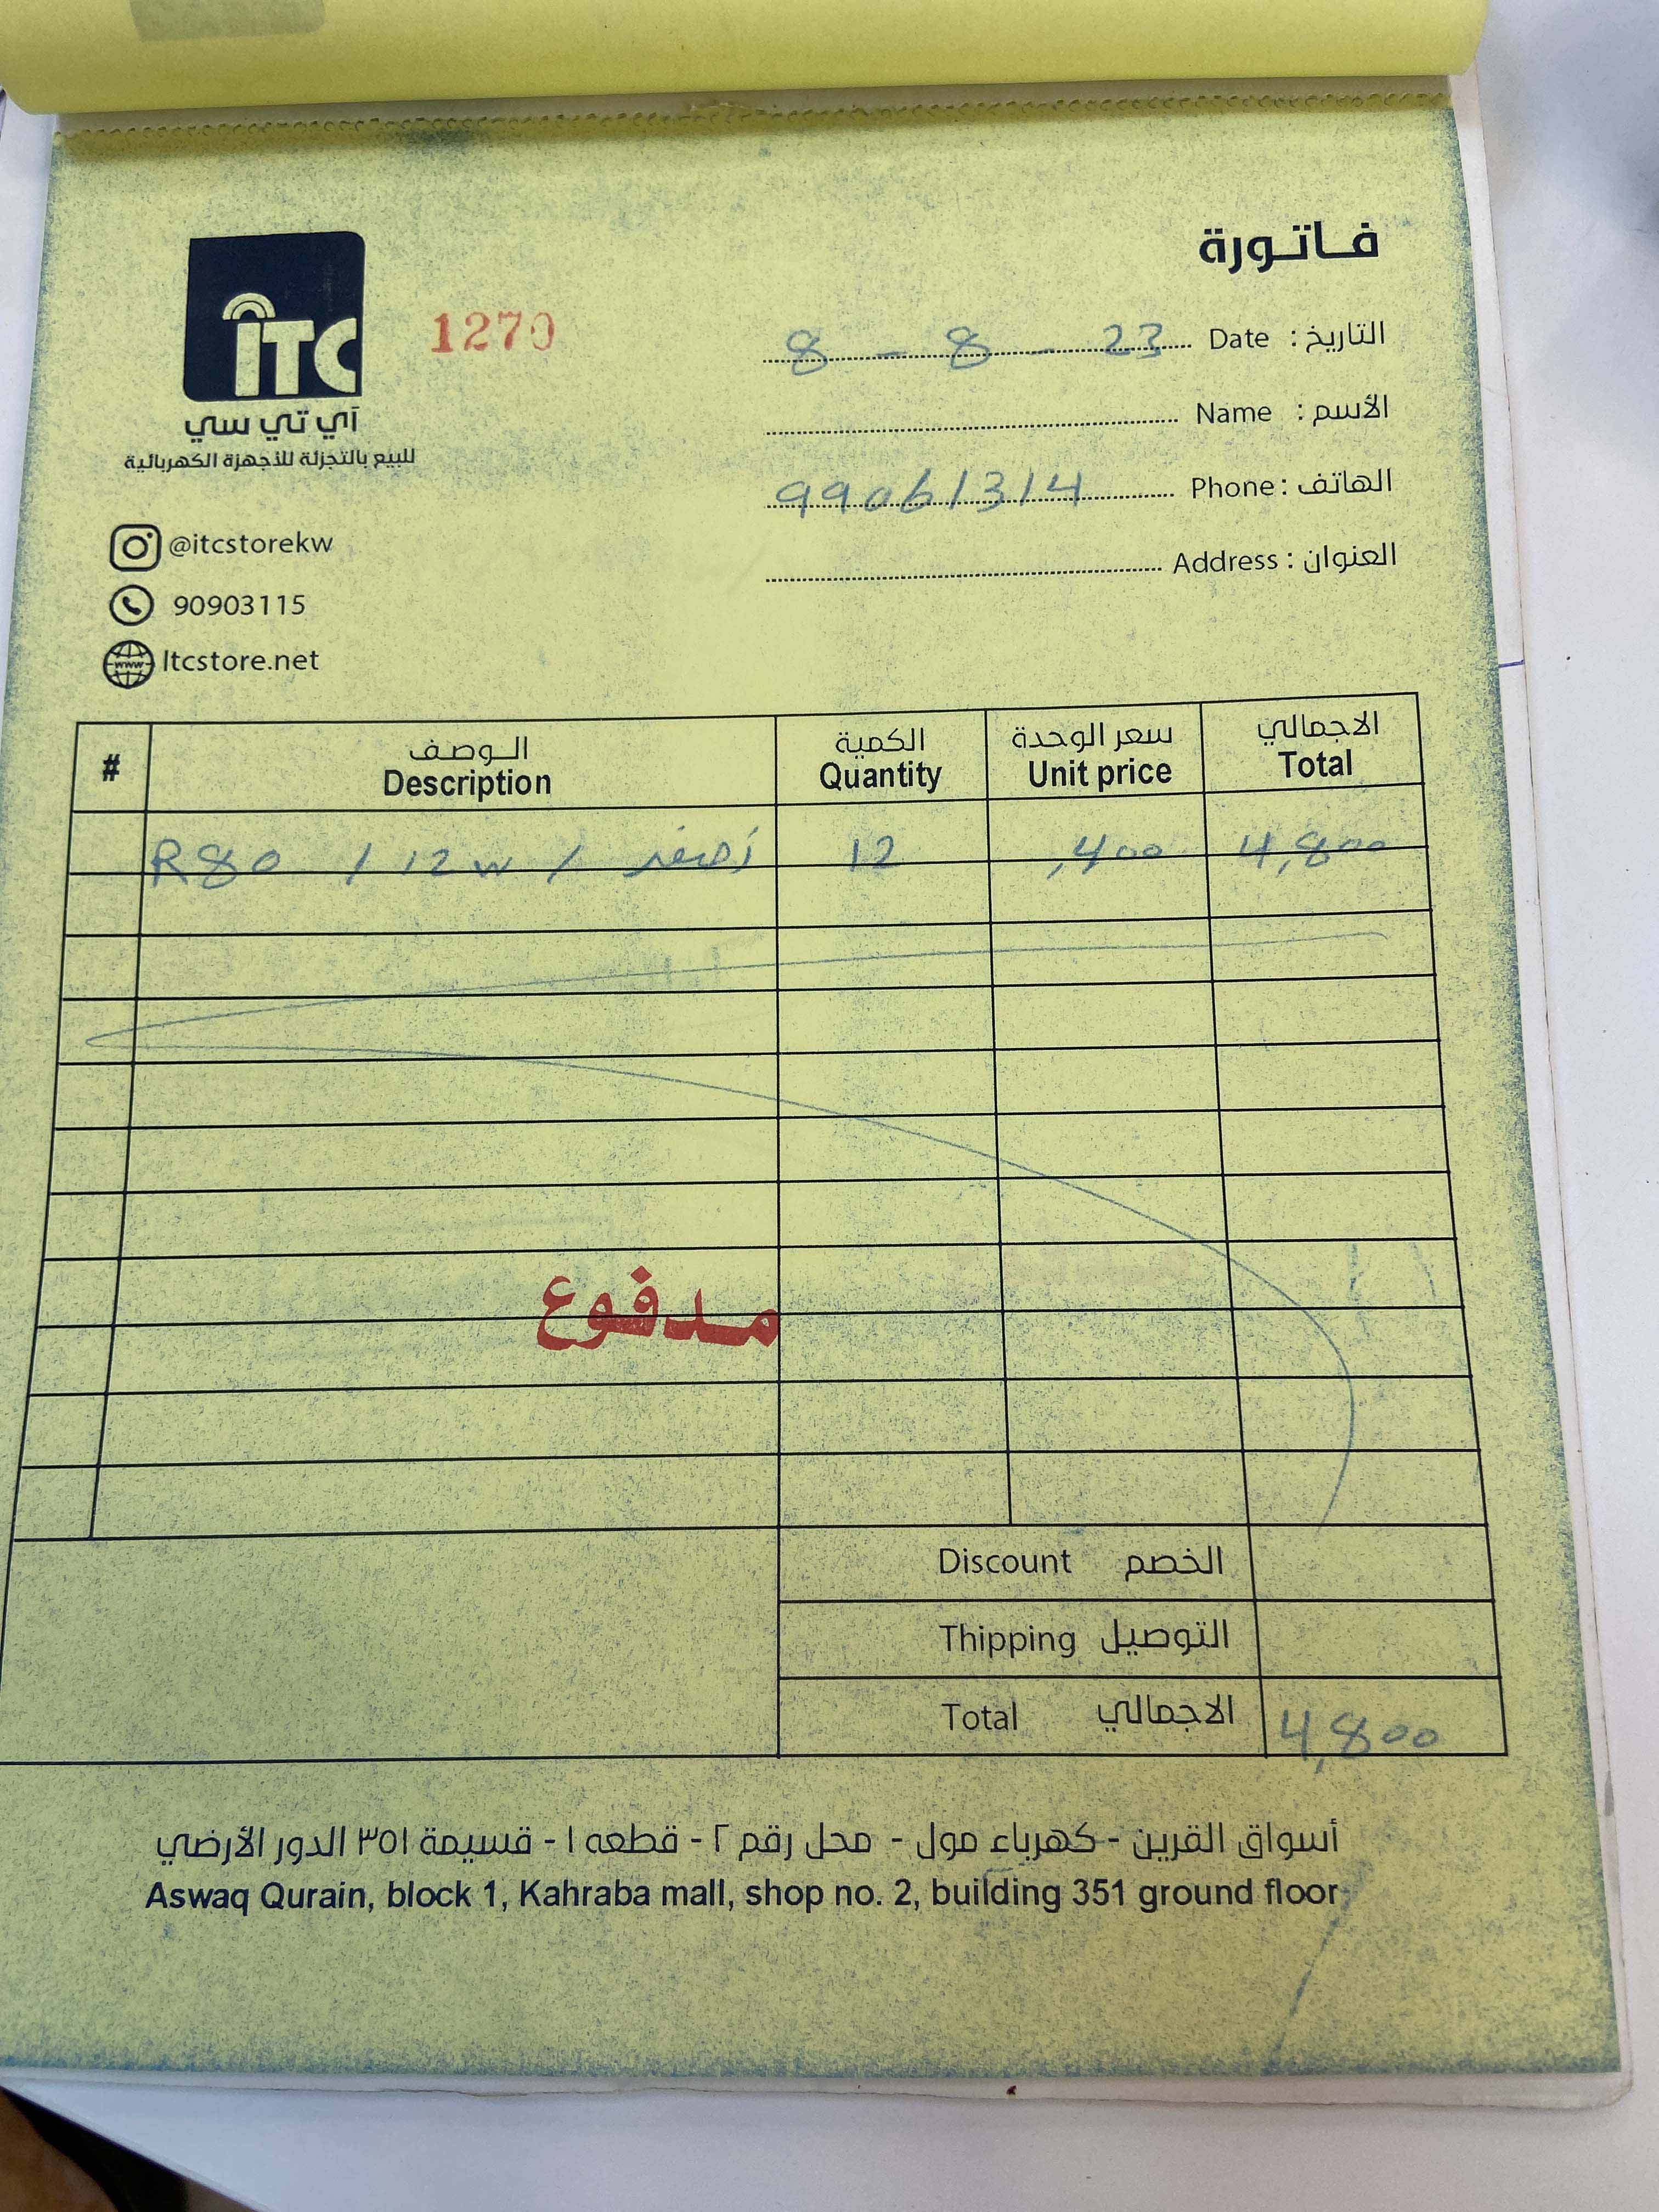 فـاتـورة
1270
التاريخ : Date 8 - 8 - 23
الأسم : Name
الهاتف : Phone 99061314
العنوان : Address
iTC
آي تي سي
للبيع بالتجزئة للأجهزة الكهربائية
@itcstorekw
90903115
www
Itcstore.net
# الـوصـف الكمية سعر الوحدة الاجمالي
Description Quantity Unit price Total
R80 / 12w / أصفر 12 ,400 4,800
مـدفـوع
Discount الخصم
Thipping التوصيل
Total الاجمالي 4,800
أسواق القرين - كهرباء مول - محل رقم ٢ - قطعه ١ - قسيمة ٣٥١ الدور الأرضي
Aswaq Qurain, block 1, Kahraba mall, shop no. 2, building 351 ground floor